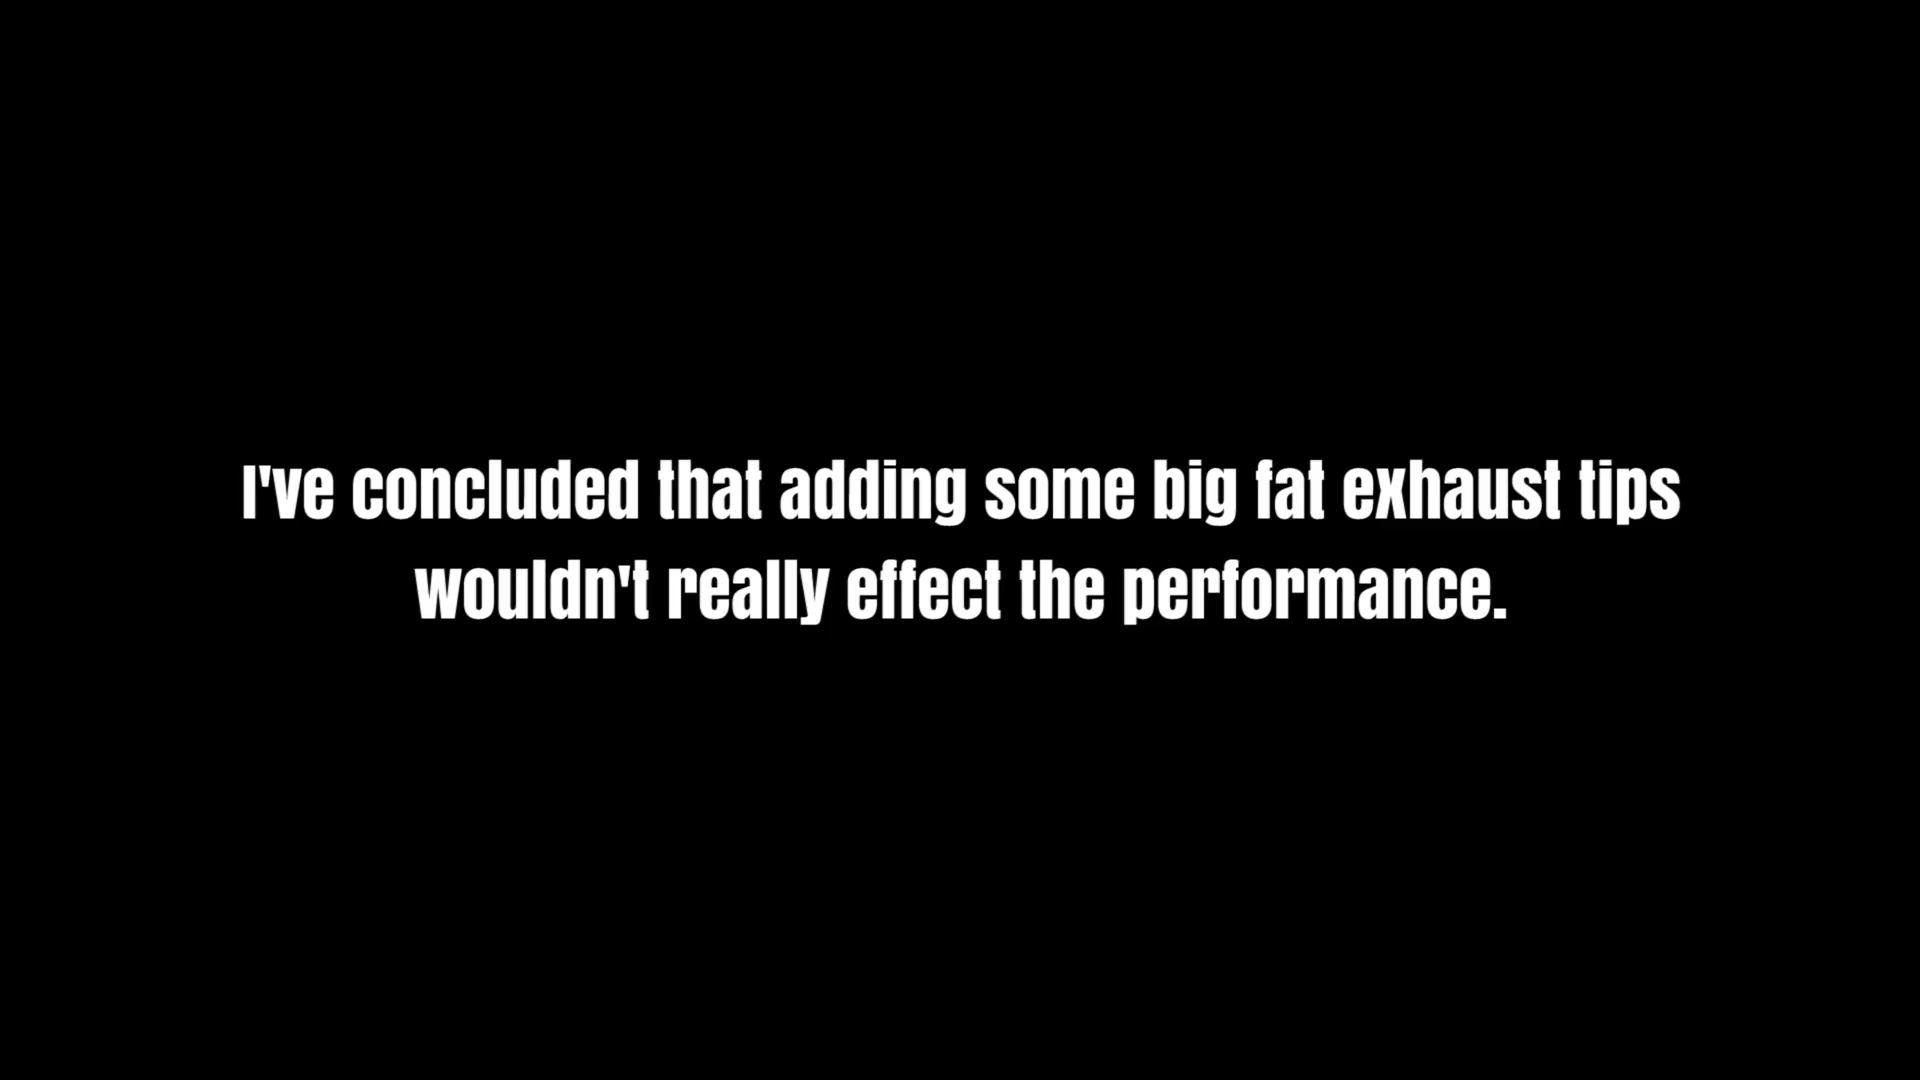 I've concluded that adding some big fat exhaust tips
wouldn't really effect the performance.